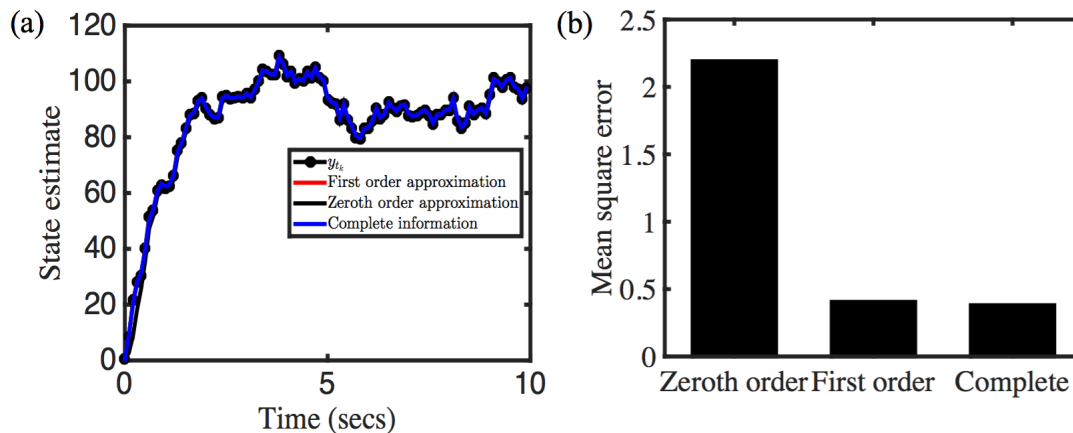 (a)
State estimate
120
100
80
60
40
20
0
y_{t_k}
First order approximation
Zeroth order approximation
Complete information
0 5 10
Time (secs)
(b)
Mean square error
2.5
2
1.5
1
0.5
0
Zeroth order First order Complete